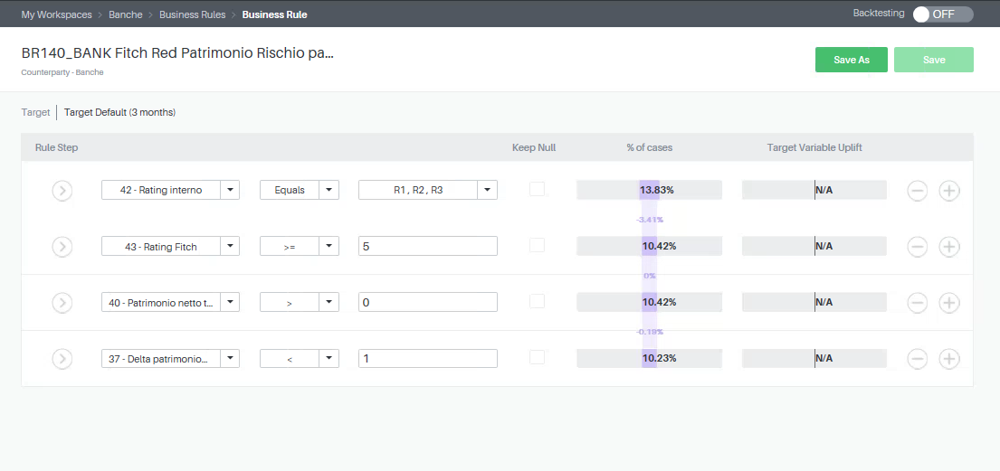 My Workspaces > Banche > Business Rules > Business Rule
Backtesting OFF
BR140_BANK Fitch Red Patrimonio Rischio pa...
Counterparty - Banche
Save As
Save
Target | Target Default (3 months)
Rule Step Keep Null % of cases Target Variable Uplift
42 - Rating interno Equals R1 , R2 , R3 13.83% N/A
-3.41%
43 - Rating Fitch >= 5 10.42% N/A
0%
40 - Patrimonio netto t... > 0 10.42% N/A
-0.19%
37 - Delta patrimonio... < 1 10.23% N/A